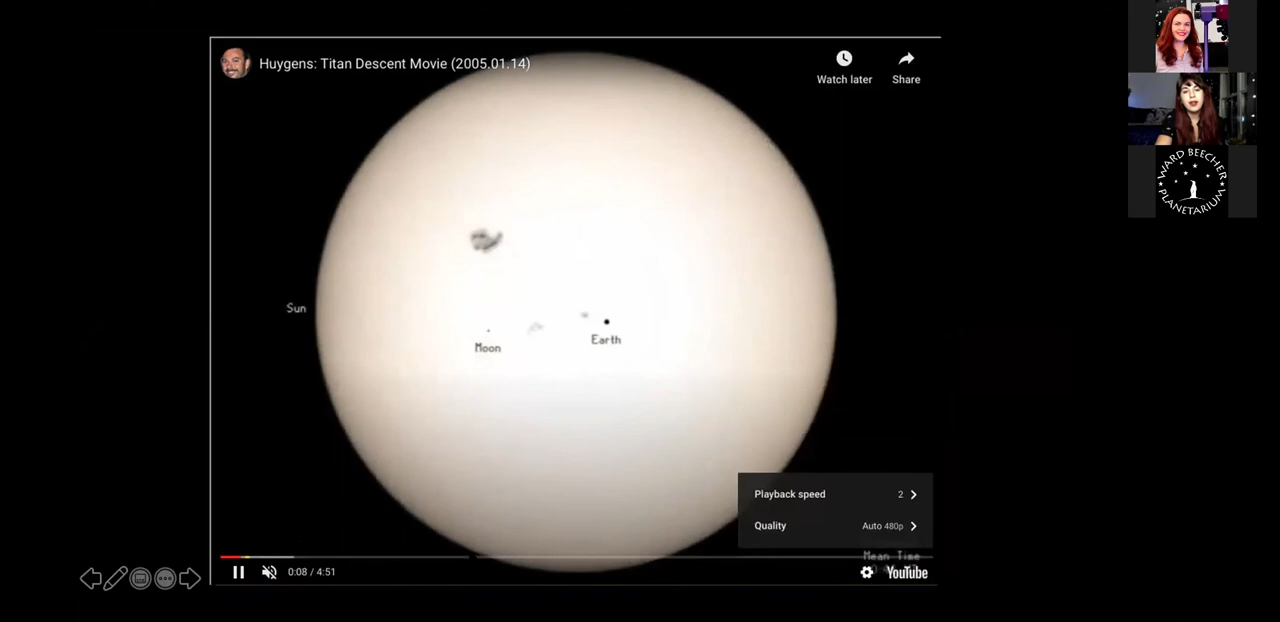 Huygens: Titan Descent Movie (2005.01.14)
Watch later
Share
WARD BEECHER
PLANETARIUM
Sun
Moon
Earth
Playback speed 2
Quality Auto 480p
Mean Time
0:08 / 4:51
YouTube